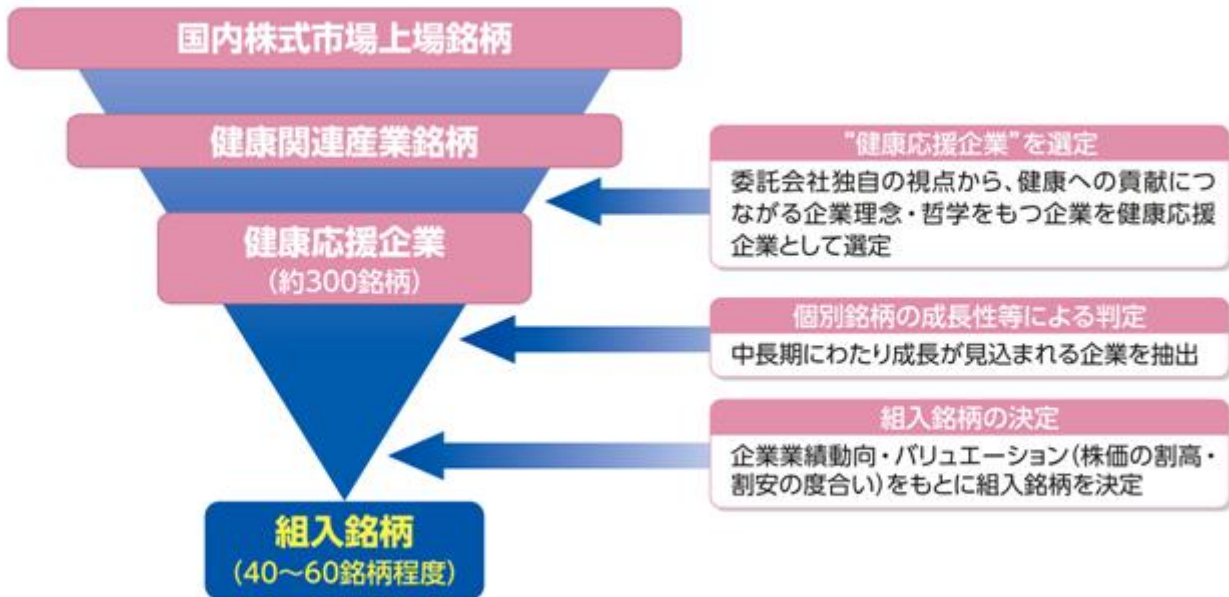 国内株式市場上場銘柄
健康関連産業銘柄
健康応援企業
(約300銘柄)
組入銘柄
(40～60銘柄程度)
“健康応援企業”を選定
委託会社独自の視点から、健康への貢献につ
ながる企業理念・哲学をもつ企業を健康応援
企業として選定
個別銘柄の成長性等による判定
中長期にわたり成長が見込まれる企業を抽出
組入銘柄の決定
企業業績動向・バリュエーション(株価の割高・
割安の度合い)をもとに組入銘柄を決定